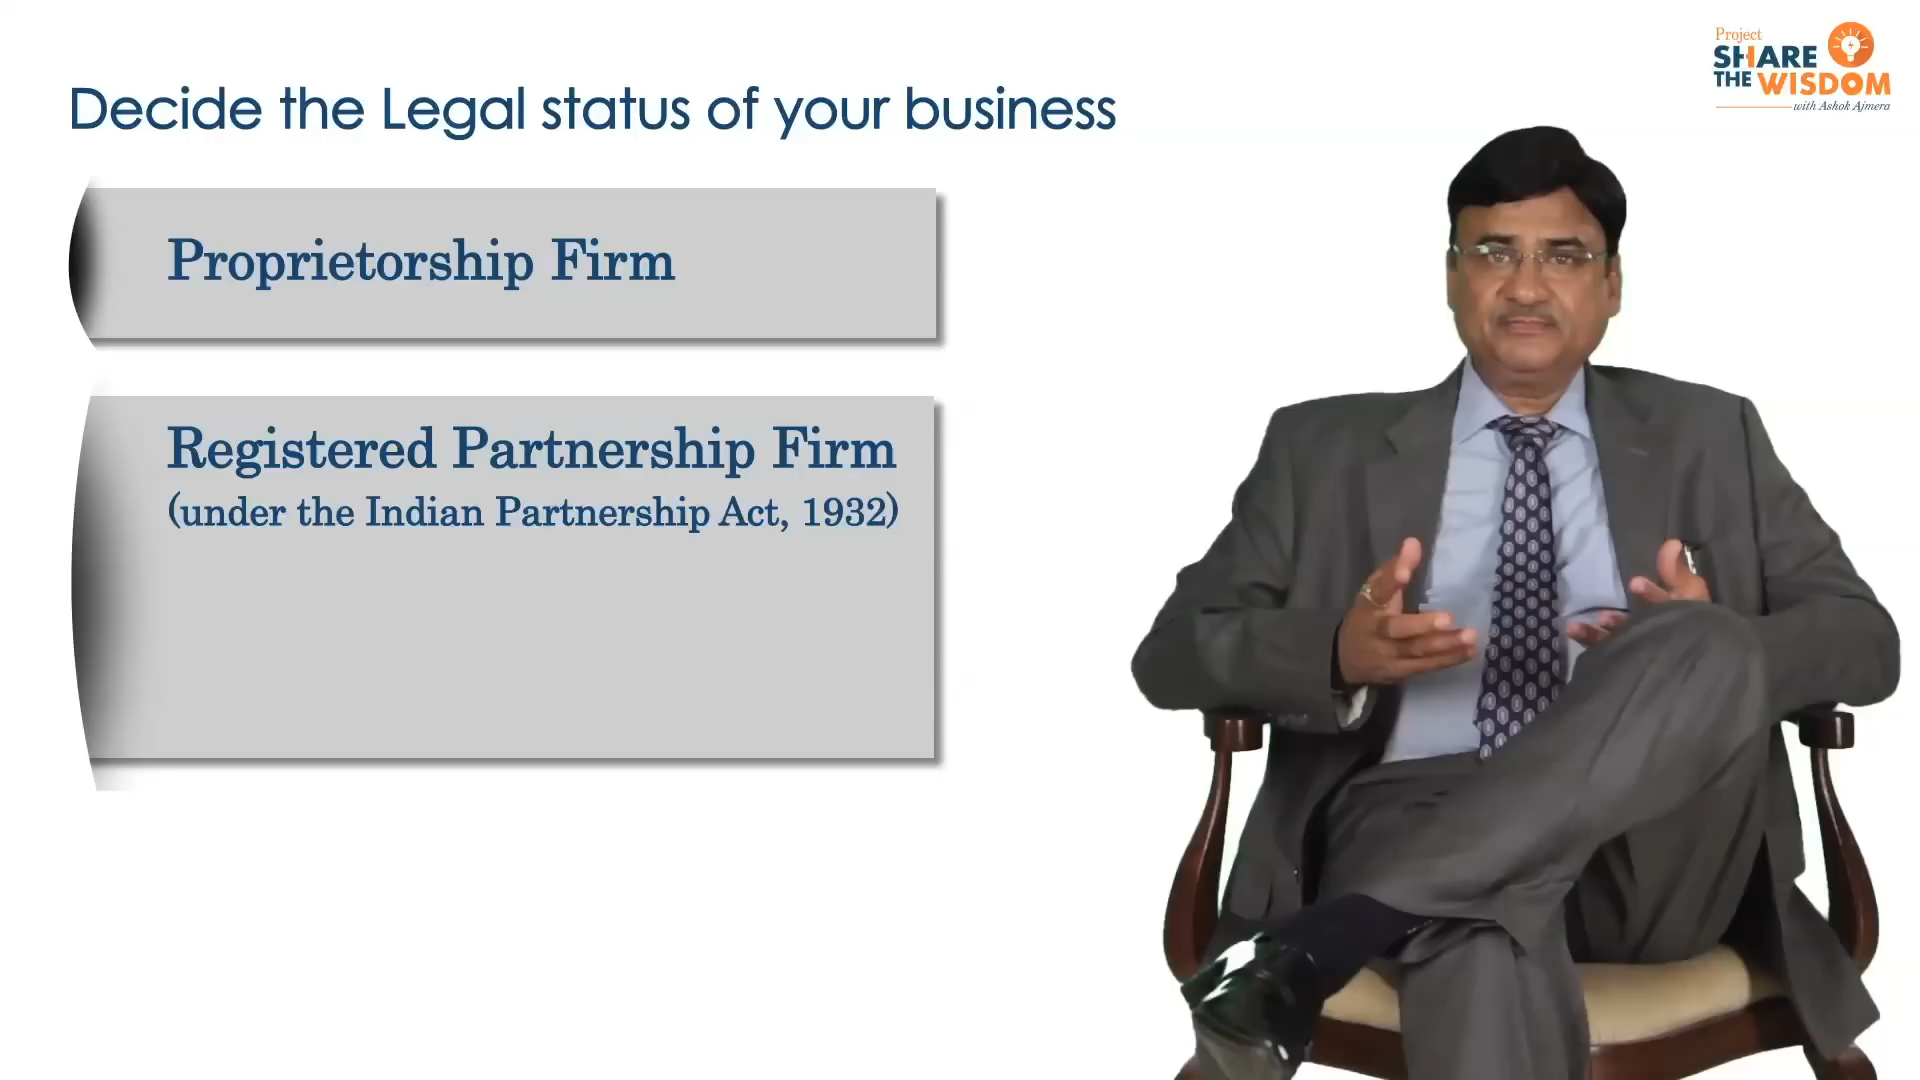 Project
SHARE
THE WISDOM
with Ashok Ajmera
Decide the Legal status of your business
Proprietorship Firm
Registered Partnership Firm
(under the Indian Partnership Act, 1932)